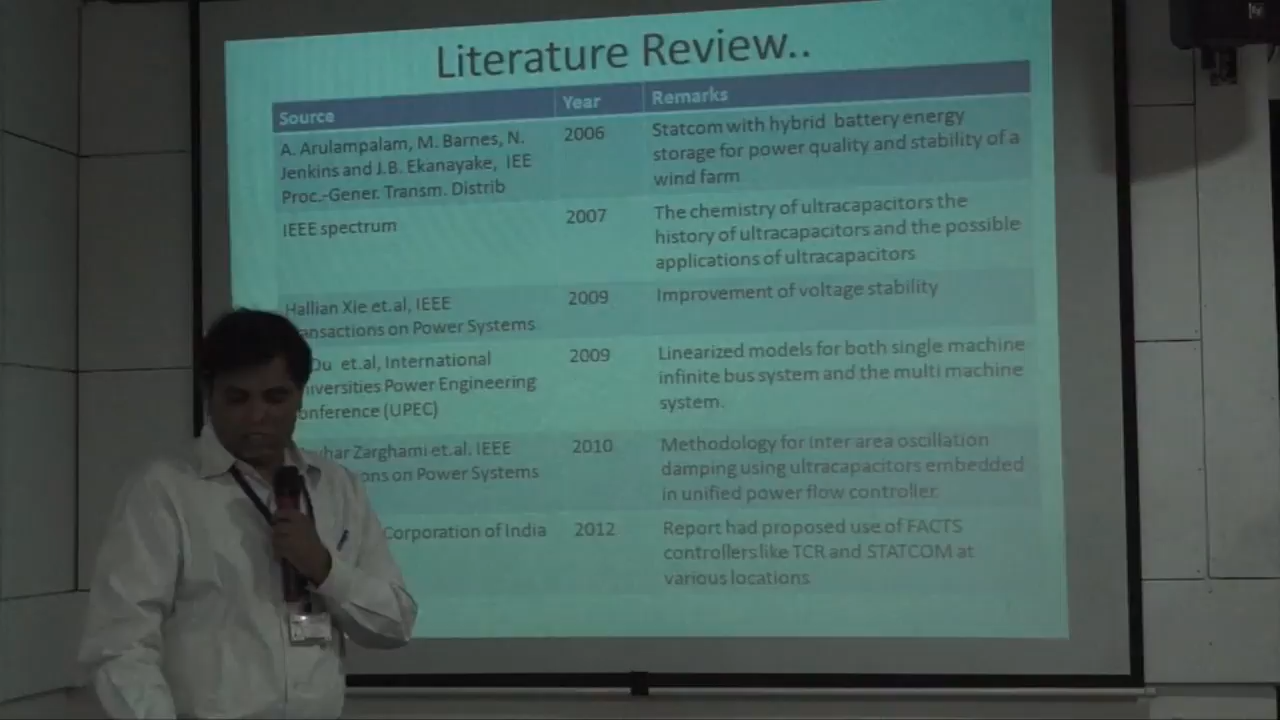 Literature Review..
Source Year Remarks
A. Arulampalam, M. Barnes, N. 2006 Statcom with hybrid battery energy
Jenkins and J.B. Ekanayake, IEE storage for power quality and stability of a
Proc.-Gener. Transm. Distrib wind farm
IEEE spectrum 2007 The chemistry of ultracapacitors the
history of ultracapacitors and the possible
applications of ultracapacitors
Hallian Xie et.al, IEEE 2009 Improvement of voltage stability
ansactions on Power Systems
Du et.al, International 2009 Linearized models for both single machine
iversities Power Engineering infinite bus system and the multi machine
onference (UPEC) system.
har Zarghami et.al. IEEE 2010 Methodology for inter area oscillation
ons on Power Systems damping using ultracapacitors embedded
in unified power flow controller.
Corporation of India 2012 Report had proposed use of FACTS
controllers like TCR and STATCOM at
various locations